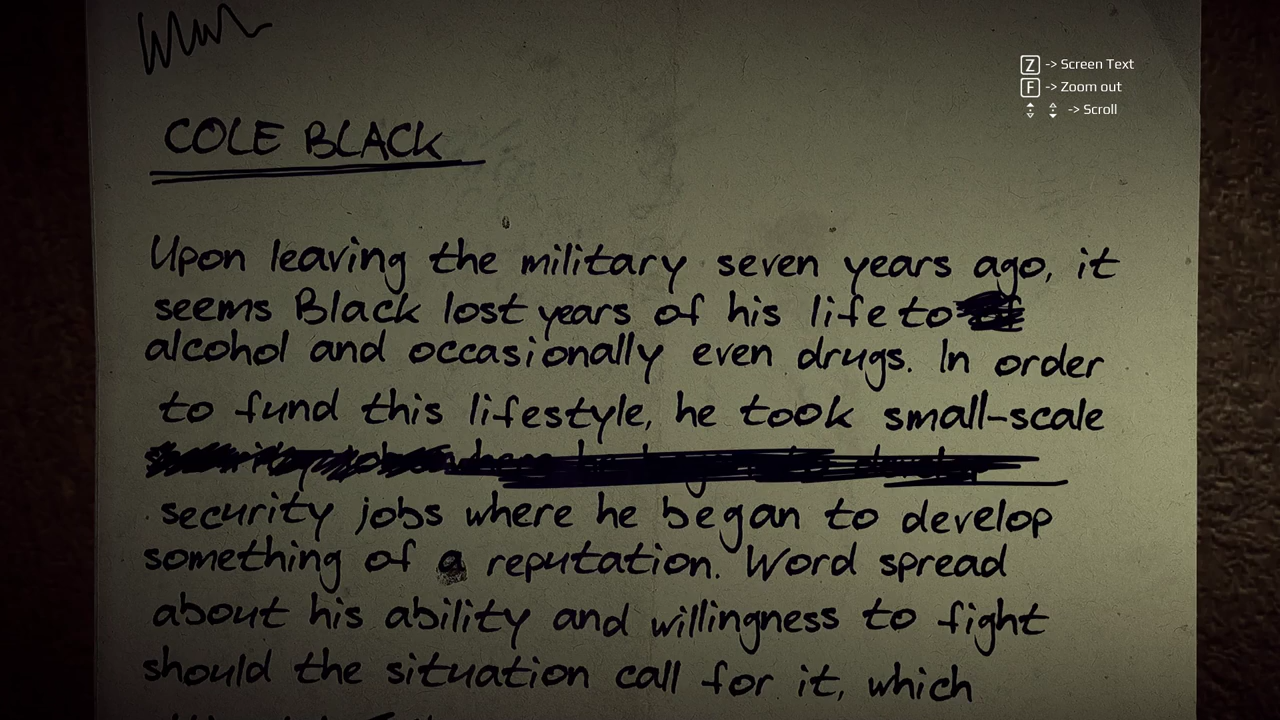 Z -> Screen Text
F -> Zoom out
-> Scroll
COLE BLACK
Upon leaving the military seven years ago, it
seems Black lost years of his life to
alcohol and occasionally even drugs. In order
to fund this lifestyle, he took small-scale
security jobs where he began to develop
something of a reputation. Word spread
about his ability and willingness to fight
should the situation call for it, which